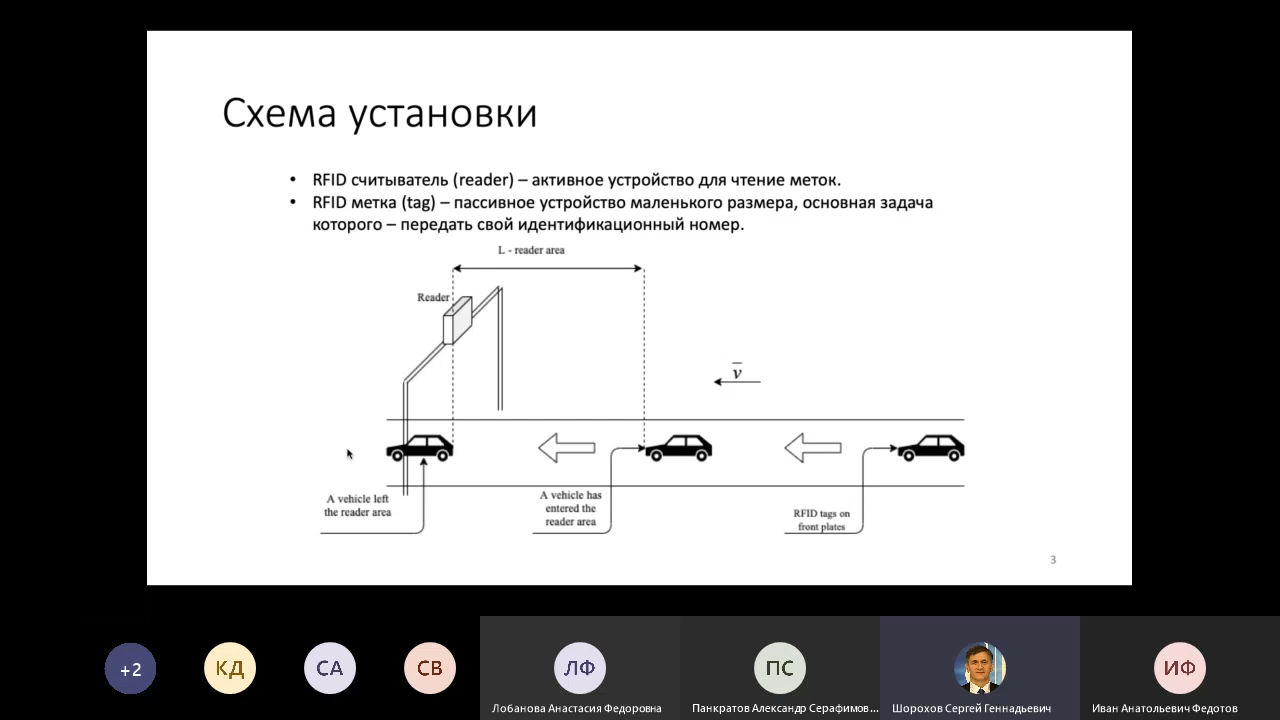 Схема установки
• RFID считыватель (reader) – активное устройство для чтение меток.
• RFID метка (tag) – пассивное устройство маленького размера, основная задача
которого – передать свой идентификационный номер.
L - reader area
Reader
v
A vehicle left
the reader area
A vehicle has
entered the
reader area
RFID tags on
front plates
3
+2
КД
СА
СВ
ЛФ
ПС
ИФ
Лобанова Анастасия Федоровна
Панкратов Александр Серафимов...
Шорохов Сергей Геннадьевич
Иван Анатольевич Федотов